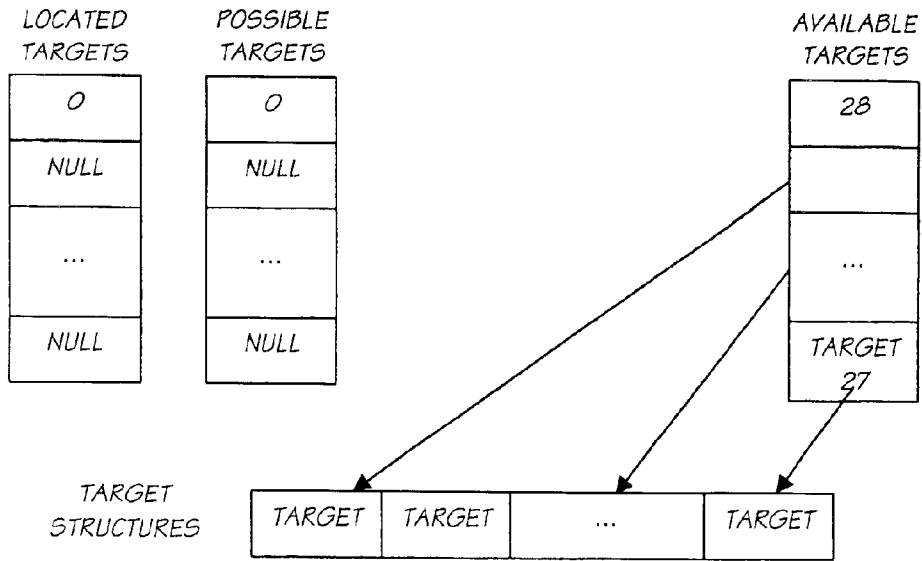 LOCATED
TARGETS
0
NULL
...
NULL
POSSIBLE
TARGETS
0
NULL
...
NULL
AVAILABLE
TARGETS
28
...
TARGET
27
TARGET
STRUCTURES
TARGET
TARGET
...
TARGET